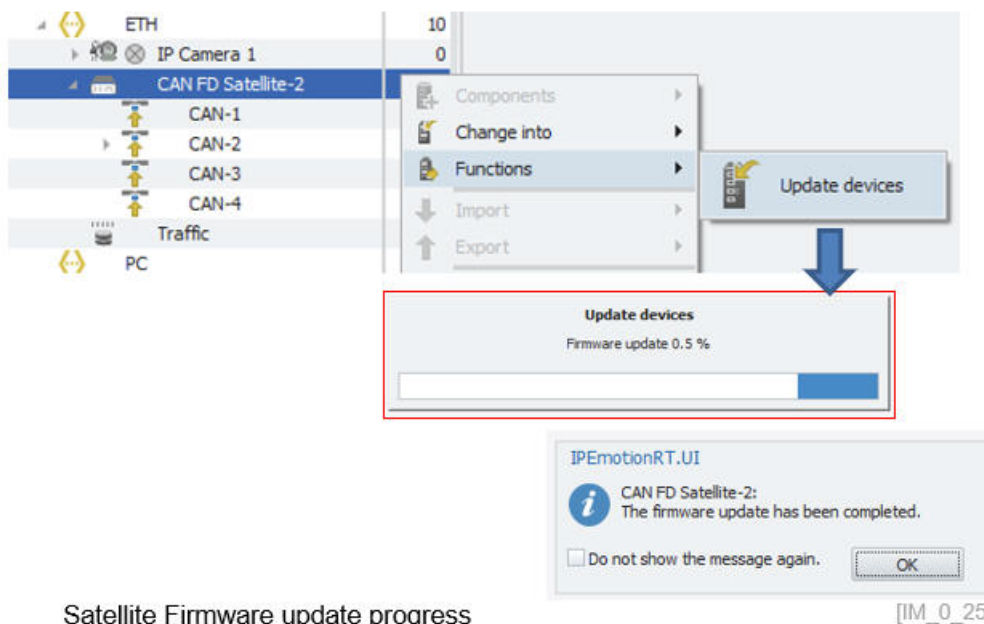 ETH 10
IP Camera 1 0
CAN FD Satellite-2
CAN-1
CAN-2
CAN-3
CAN-4
Traffic
PC
Components
Change into
Functions
Import
Export
Update devices
Update devices
Firmware update 0.5 %
IPEmotionRT.UI
CAN FD Satellite-2:
The firmware update has been completed.
Do not show the message again. OK
Satellite Firmware update progress
[IM_0_25